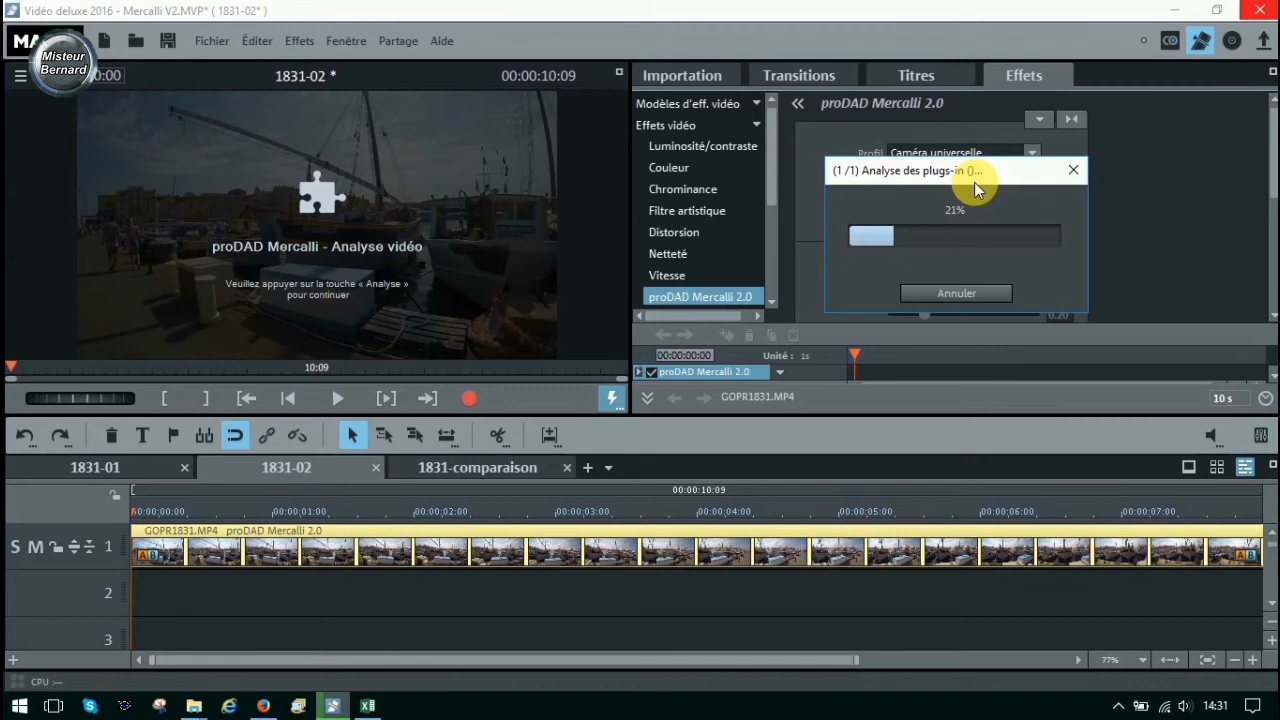 Vidéo deluxe 2016 - Mercalli V2.MVP* ( 1831-02* )
MA
Misteur
Bernard
Fichier Éditer Effets Fenêtre Partage Aide
:00
1831-02 *
00:00:10:09
Importation Transitions Titres Effets
Modèles d'eff. vidéo
Effets vidéo
Luminosité/contraste
Couleur
Chrominance
Filtre artistique
Distorsion
Netteté
Vitesse
proDAD Mercalli 2.0
proDAD Mercalli 2.0
Profil Caméra universelle
(1 /1) Analyse des plugs-in ()...
21%
Annuler
0.20
proDAD Mercalli - Analyse vidéo
Veuillez appuyer sur la touche « Analyse »
pour continuer
10:09
00:00:00:00 Unité : 1s
proDAD Mercalli 2.0
GOPR1831.MP4
10 s
1831-01 1831-02 1831-comparaison
00:00:10:09
00:00:00:00 00:00:01:00 00:00:02:00 00:00:03:00 00:00:04:00 00:00:05:00 00:00:06:00 00:00:07:00
GOPR1831.MP4 proDAD Mercalli 2.0
S M 1
A B
A B
2
3
77%
CPU :--
14:31